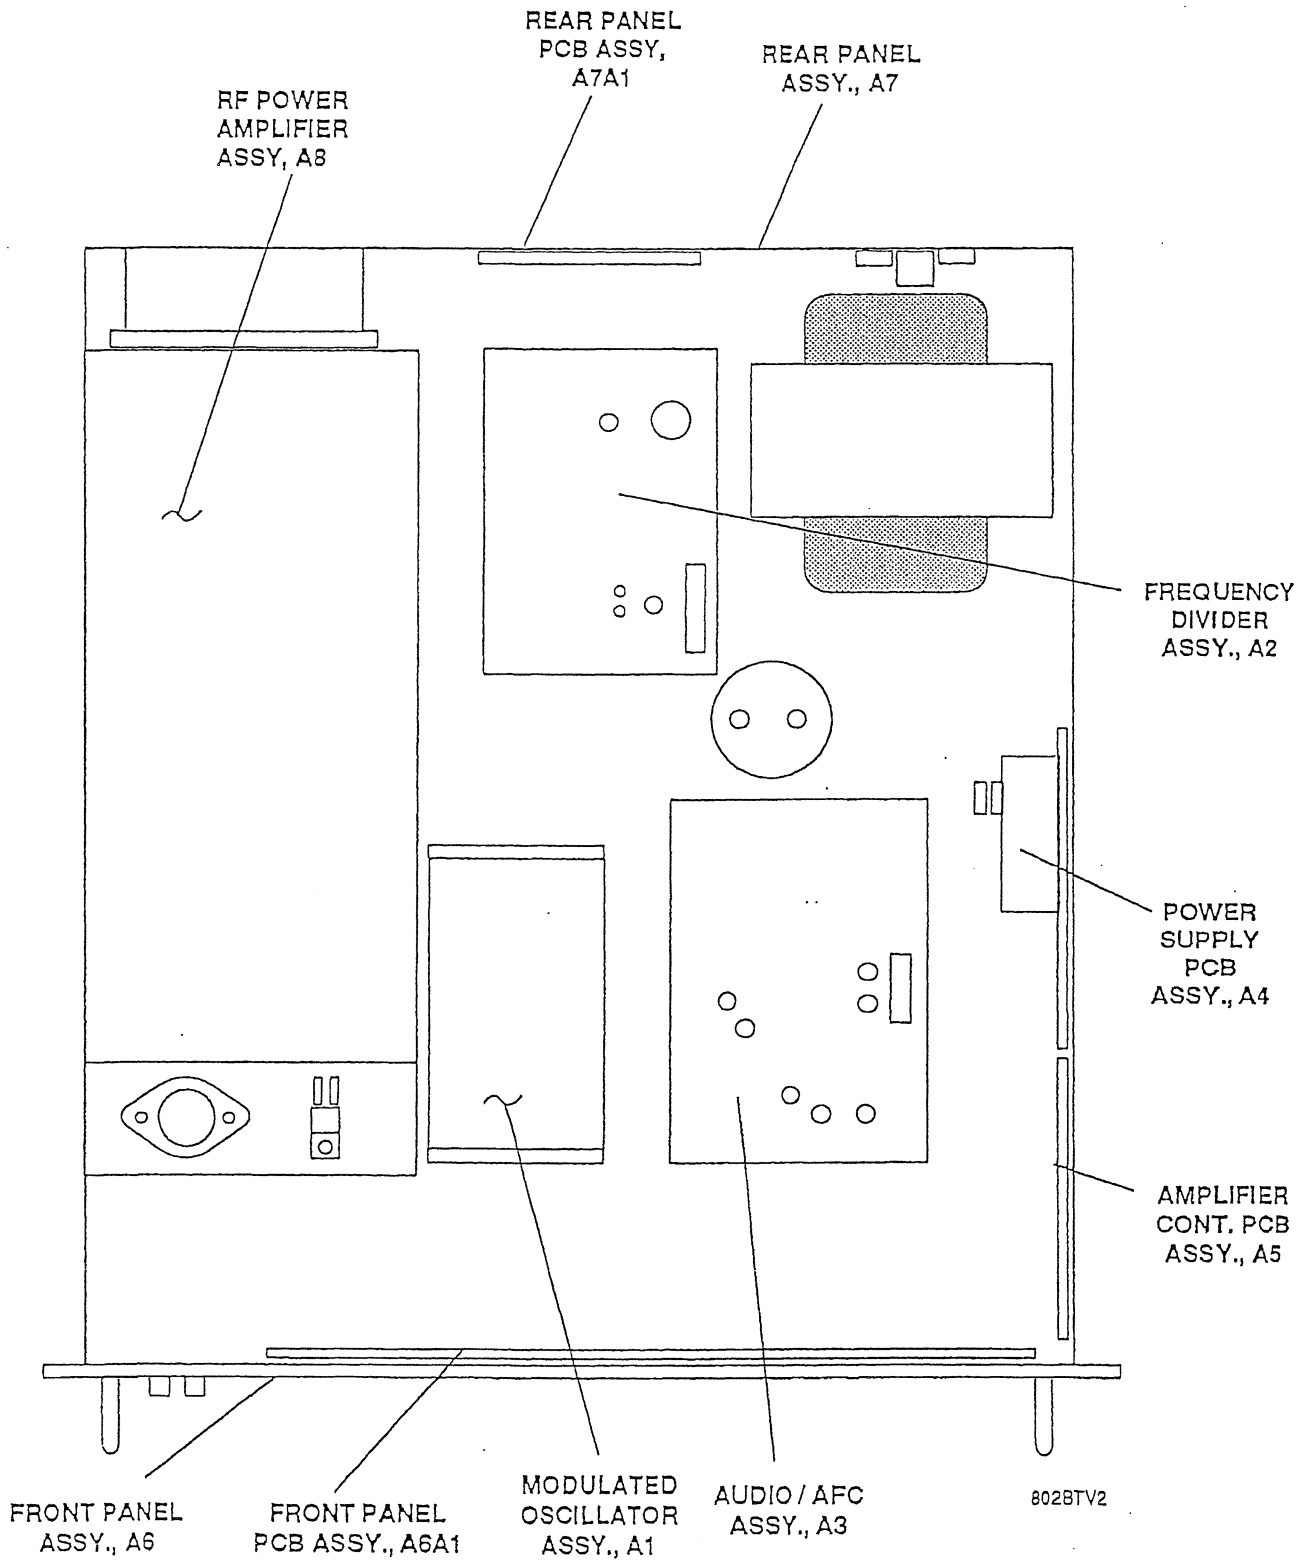 REAR PANEL
PCB ASSY,
A7A1
REAR PANEL
ASSY., A7
RF POWER
AMPLIFIER
ASSY, A8
FREQUENCY
DIVIDER
ASSY., A2
POWER
SUPPLY
PCB
ASSY., A4
AMPLIFIER
CONT. PCB
ASSY., A5
FRONT PANEL
ASSY., A6
FRONT PANEL
PCB ASSY., A6A1
MODULATED
OSCILLATOR
ASSY., A1
AUDIO / AFC
ASSY., A3
802BTV2